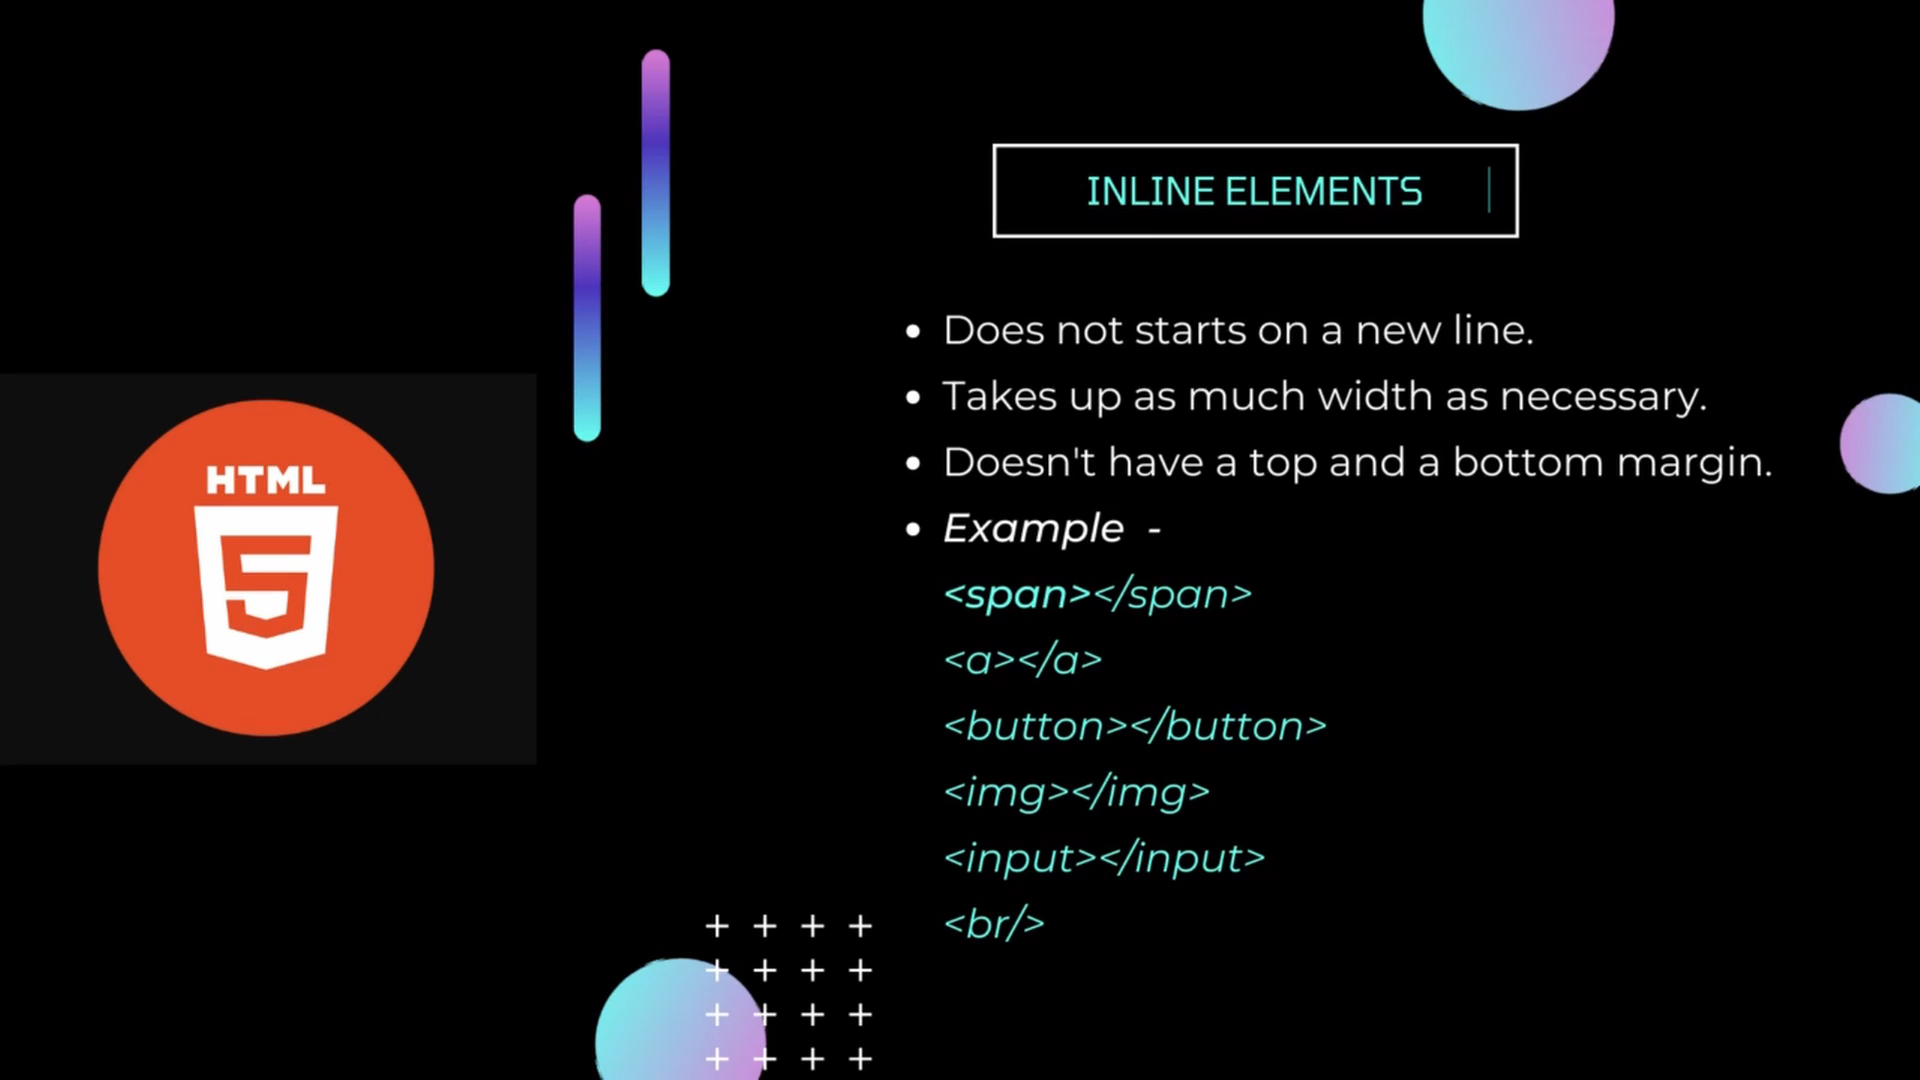 INLINE ELEMENTS
• Does not starts on a new line.
• Takes up as much width as necessary.
• Doesn't have a top and a bottom margin.
• Example -
<span></span>
<a></a>
<button></button>
<img></img>
<input></input>
<br/>
HTML
5